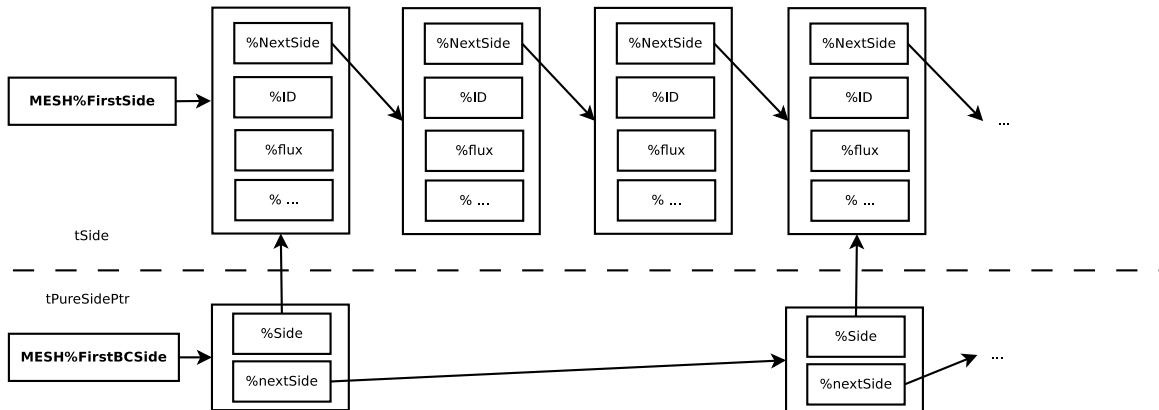 %NextSide %NextSide %NextSide %NextSide
MESH%FirstSide %ID %ID %ID %ID
...
%flux %flux %flux %flux
% ... % ... % ... % ...
tSide
tPureSidePtr
%Side %Side
MESH%FirstBCSide ...
%nextSide %nextSide